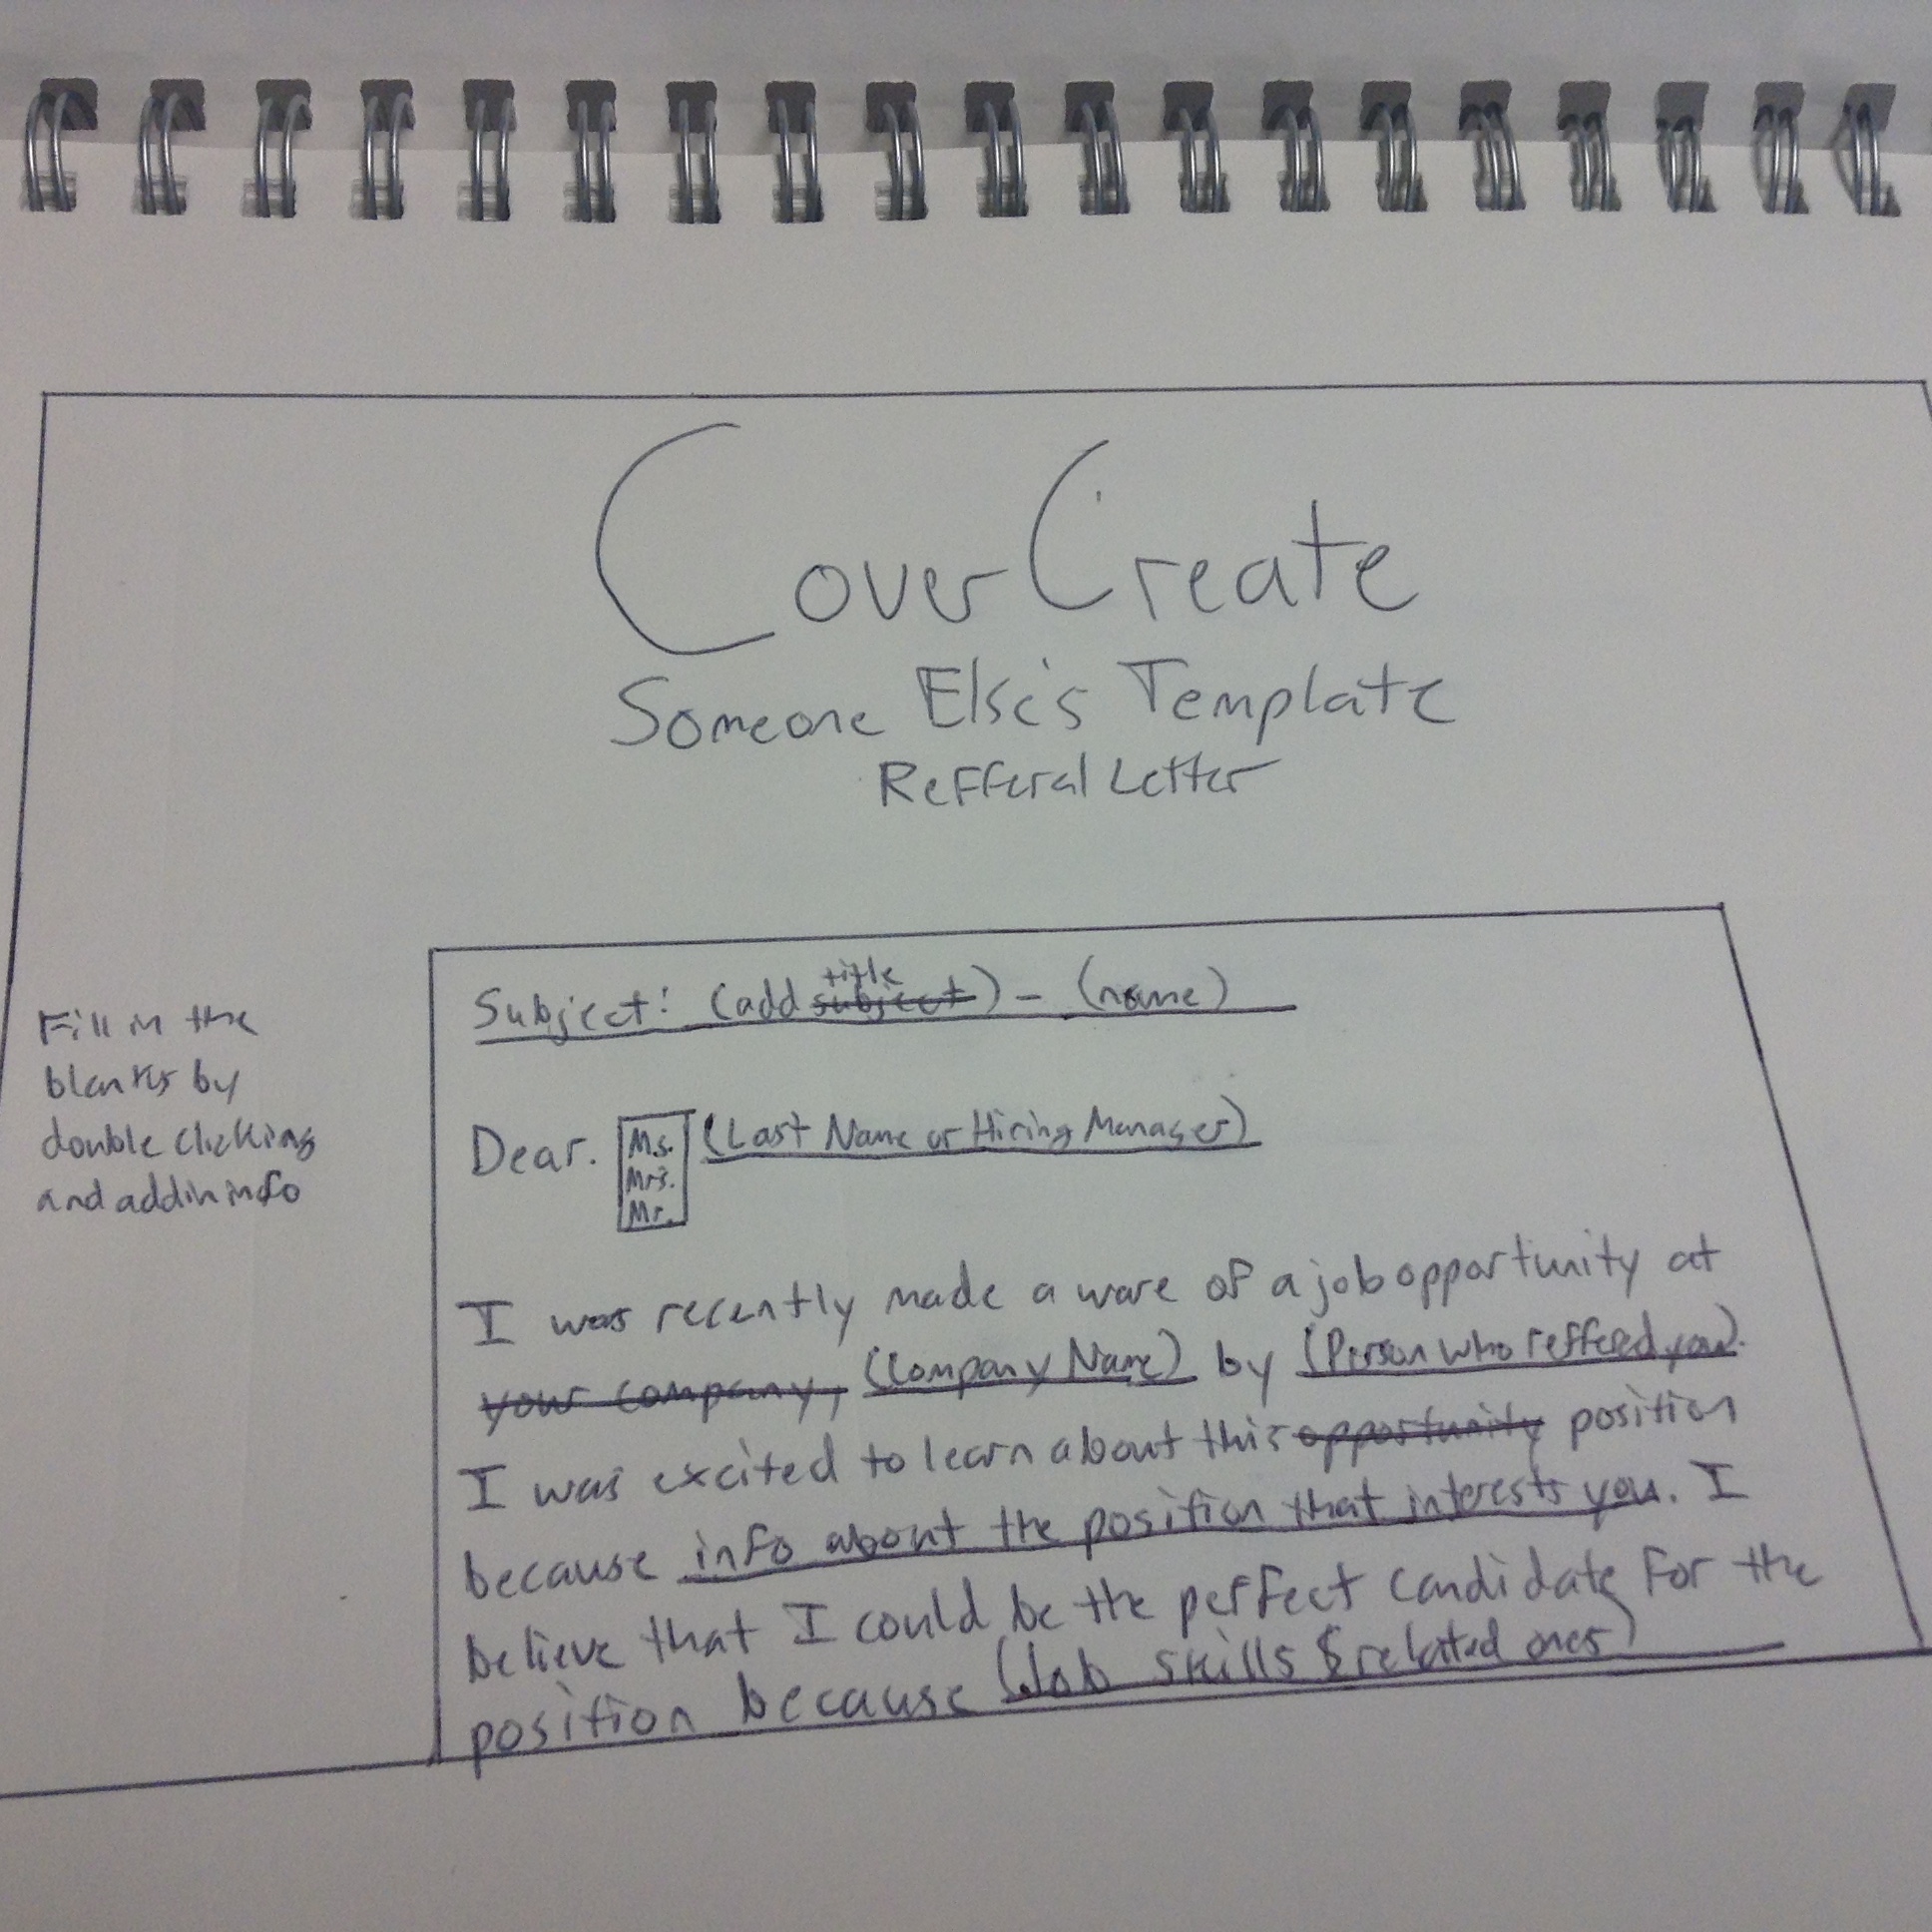 Cover Create
Someone Else's Template
Refferal Letter
Fill in the
blanks by
double clicking
and addin info
Subject: (add subject title) - (name)
Dear. Ms. (Last Name or Hiring Manager)
Mrs.
Mr.
I was recently made a ware of a job opportunity at
your company, (Company Name) by (Person who reffered you).
I was excited to learn about this opportunity position
because info about the position that interests you. I
believe that I could be the perfect candidate for the
position because (Job skills & related ones)